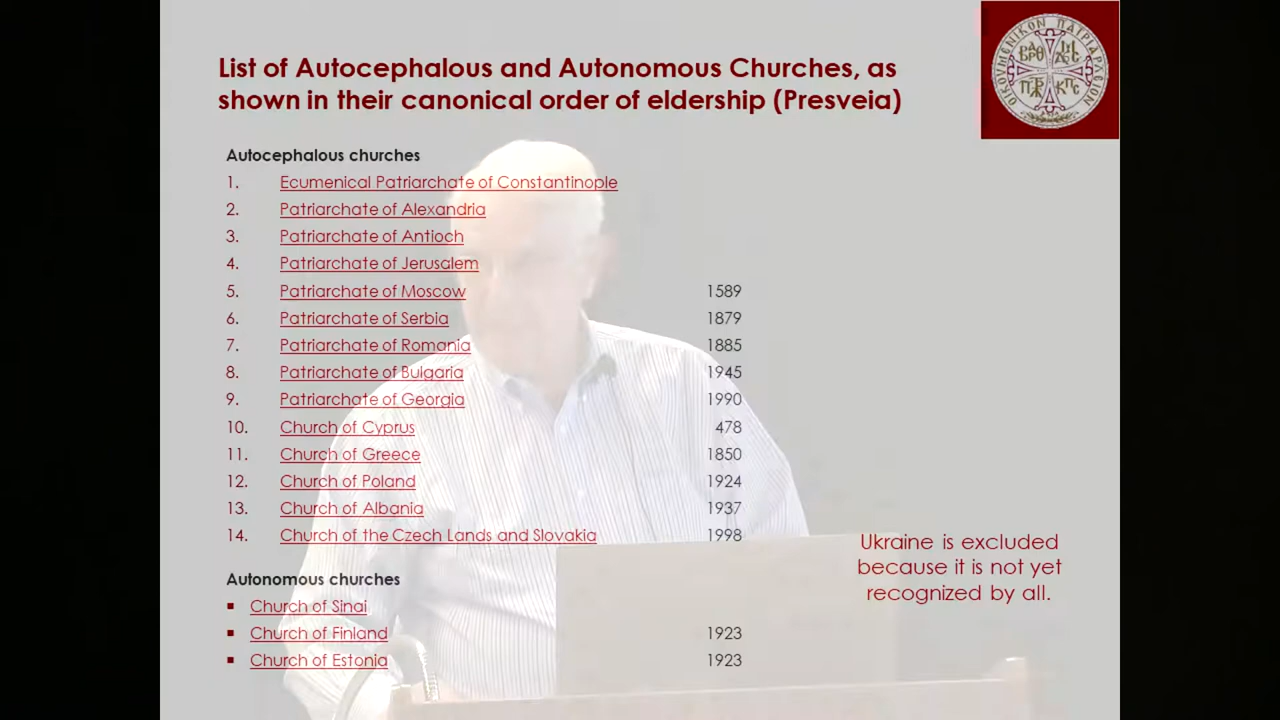 List of Autocephalous and Autonomous Churches, as
shown in their canonical order of eldership (Presveia)
Autocephalous churches
1. Ecumenical Patriarchate of Constantinople
2. Patriarchate of Alexandria
3. Patriarchate of Antioch
4. Patriarchate of Jerusalem
5. Patriarchate of Moscow 1589
6. Patriarchate of Serbia 1879
7. Patriarchate of Romania 1885
8. Patriarchate of Bulgaria 1945
9. Patriarchate of Georgia 1990
10. Church of Cyprus 478
11. Church of Greece 1850
12. Church of Poland 1924
13. Church of Albania 1937
14. Church of the Czech Lands and Slovakia 1998
Ukraine is excluded
because it is not yet
recognized by all.
Autonomous churches
▪ Church of Sinai
▪ Church of Finland 1923
▪ Church of Estonia 1923